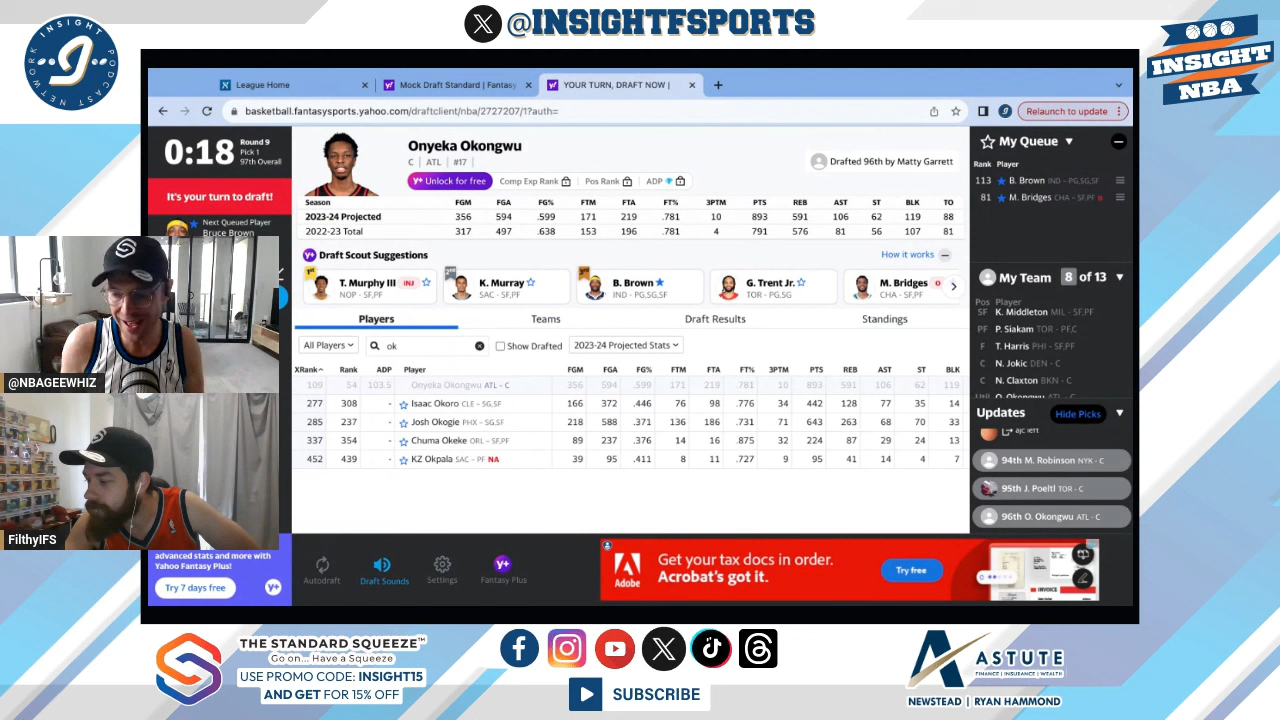 @INSIGHTFSPORTS
INSIGHT
PODCAST NETWORK
INSIGHT
NBA
League Home
Mock Draft Standard | Fantasy
YOUR TURN, DRAFT NOW |
basketball.fantasysports.yahoo.com/draftclient/nba/2727207/1?auth=
Relaunch to update
0:18
Round 9
Pick 1
97th Overall
It's your turn to draft!
Next Queued Player
Bruce Brown
Onyeka Okongwu
C | ATL | #17
Drafted 96th by Matty Garrett
Unlock for free Comp Exp Rank Pos Rank ADP
Season FGM FGA FG% FTM FTA FT% 3PTM PTS REB AST ST BLK TO
2023-24 Projected 356 594 .599 171 219 .781 10 893 591 106 62 119 88
2022-23 Total 317 497 .638 153 196 .781 4 791 576 81 56 107 81
Draft Scout Suggestions
How it works
1st T. Murphy III INJ
NOP - SF,PF
2nd K. Murray
SAC - SF,PF
3rd B. Brown
IND - PG,SG,SF
G. Trent Jr.
TOR - PG,SG
M. Bridges O
CHA - SF,PF
Players Teams Draft Results Standings
All Players ok Show Drafted 2023-24 Projected Stats
XRank Rank ADP Player FGM FGA FG% FTM FTA FT% 3PTM PTS REB AST ST BLK
109 54 103.5 Onyeka Okongwu ATL - C 356 594 .599 171 219 .781 10 893 591 106 62 119
277 308 - Isaac Okoro CLE - SG,SF 166 372 .446 76 98 .776 34 442 128 77 35 14
285 237 - Josh Okogie PHX - SG,SF 218 588 .371 136 186 .731 71 643 263 68 70 33
337 354 - Chuma Okeke ORL - SF,PF 89 237 .376 14 16 .875 32 224 87 29 24 13
452 439 - KZ Okpala SAC - PF NA 39 95 .411 8 11 .727 9 95 41 14 4 7
My Queue
Rank Player
113 B. Brown IND - PG,SG,SF
81 M. Bridges CHA - SF,PF
My Team 8 of 13
Pos Player
SF K. Middleton MIL - SF,PF
PF P. Siakam TOR - PF,C
F T. Harris PHI - SF,PF
C N. Jokic DEN - C
C N. Claxton BKN - C
Util O. Okongwu ATL - C
Updates Hide Picks
ajc left
94th M. Robinson NYK - C
95th J. Poeltl TOR - C
96th O. Okongwu ATL - C
@NBAGEEWHIZ
FilthyIFS
advanced stats and more with
Yahoo Fantasy Plus!
Try 7 days free
Autodraft Draft Sounds Settings Fantasy Plus
Adobe
Get your tax docs in order.
Acrobat's got it.
Try free
INVOICE
THE STANDARD SQUEEZE™
Go on... Have a Squeeze
USE PROMO CODE: INSIGHT15
AND GET FOR 15% OFF
SUBSCRIBE
ASTUTE
FINANCE | INSURANCE | WEALTH
NEWSTEAD | RYAN HAMMOND